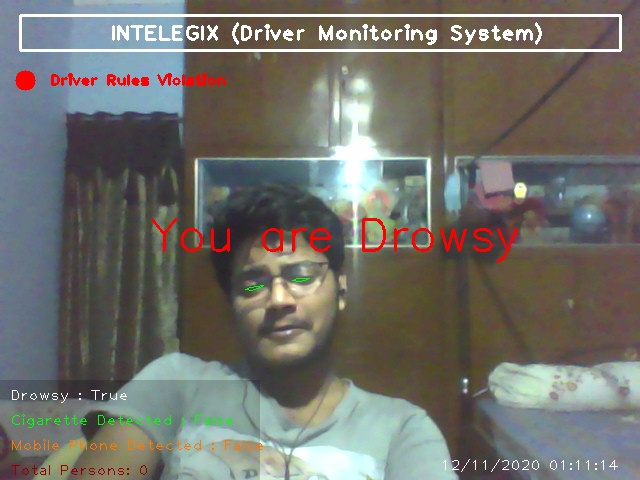 INTELEGIX (Driver Monitoring System)
Driver Rules Violation
You are Drowsy
Drowsy : True
Cigarette Detected : False
Mobile Phone Detected : False
Total Persons: 0
12/11/2020 01:11:14